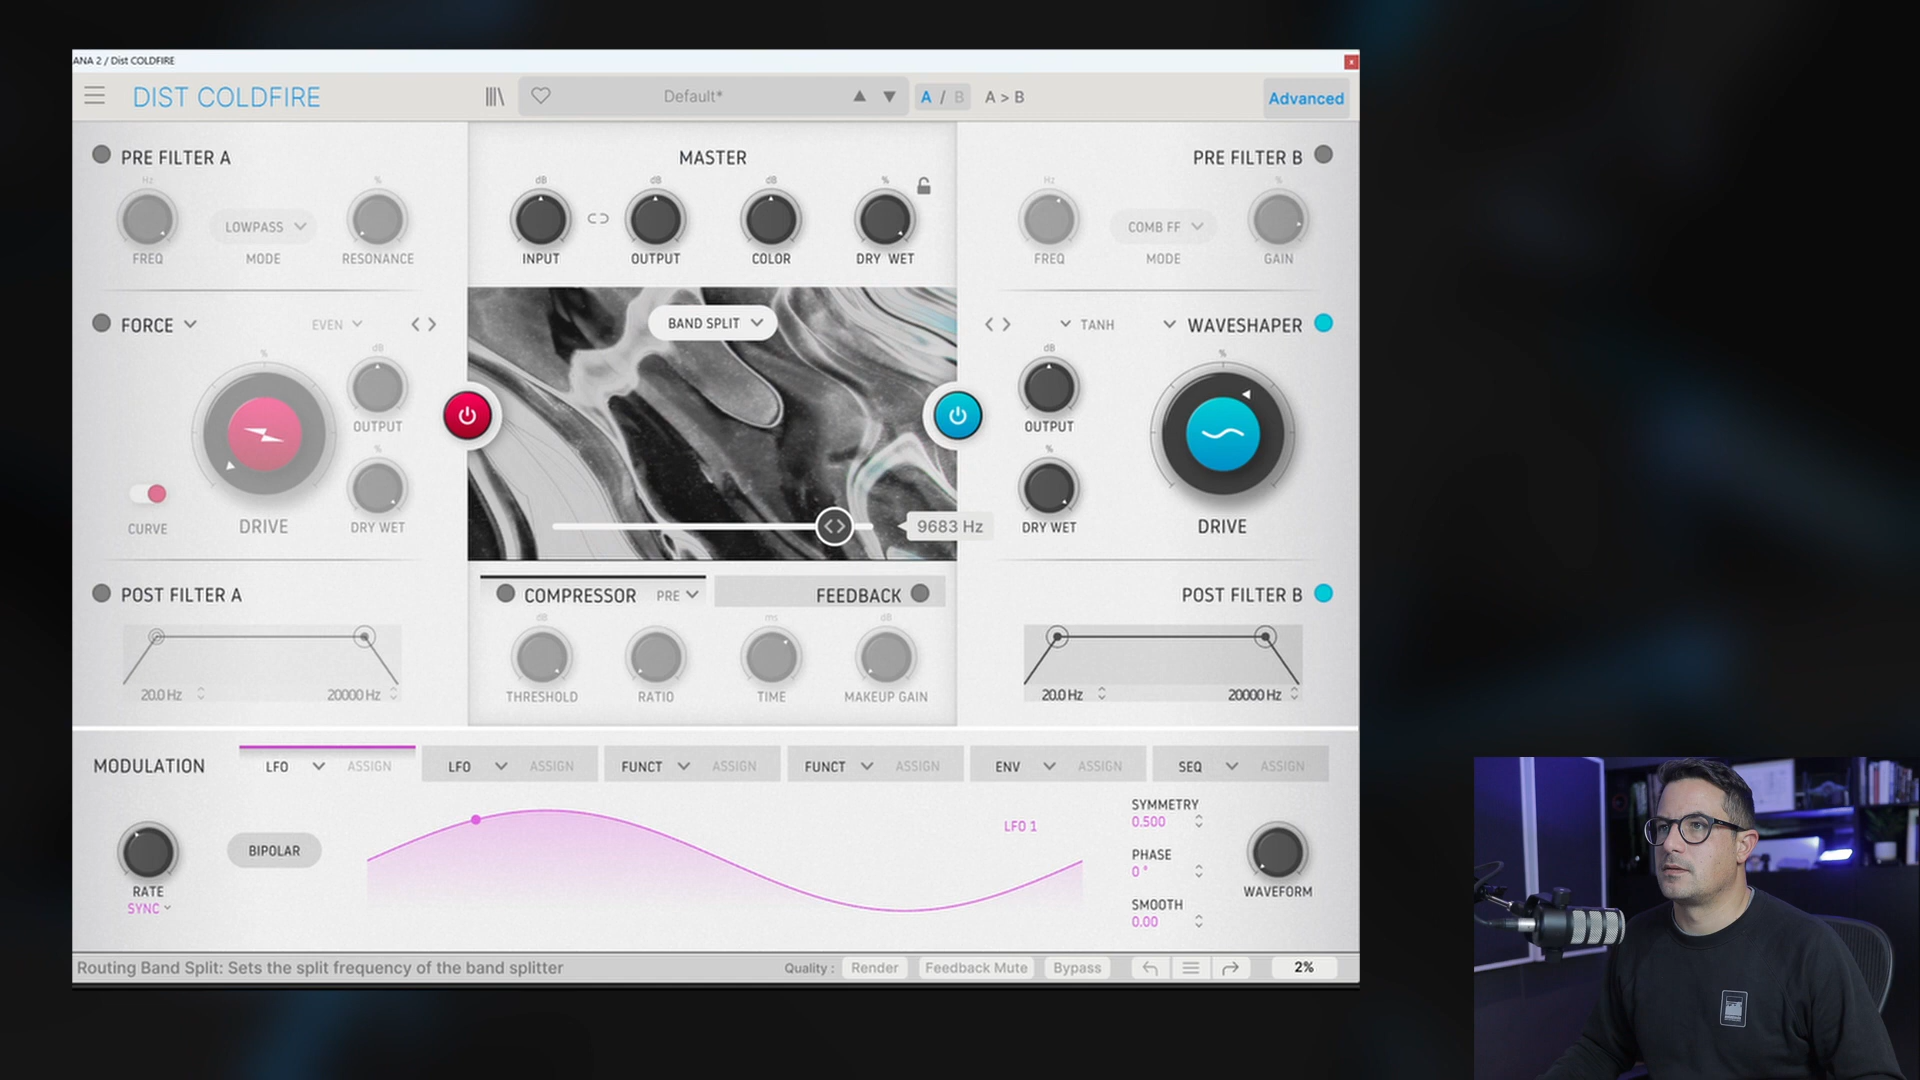 ANA 2 / Dist COLDFIRE
x
DIST COLDFIRE
Default*
A / B
A > B
Advanced
PRE FILTER A
MASTER
PRE FILTER B
Hz
%
dB
dB
dB
%
Hz
%
LOWPASS
COMB FF
FREQ
MODE
RESONANCE
INPUT
OUTPUT
COLOR
DRY WET
FREQ
MODE
GAIN
FORCE
EVEN
BAND SPLIT
TANH
WAVESHAPER
%
dB
dB
%
OUTPUT
OUTPUT
%
%
CURVE
DRIVE
DRY WET
9683 Hz
DRY WET
DRIVE
POST FILTER A
COMPRESSOR
PRE
FEEDBACK
POST FILTER B
dB
ms
dB
20.0 Hz
20000 Hz
THRESHOLD
RATIO
TIME
MAKEUP GAIN
20.0 Hz
20000 Hz
MODULATION
LFO
ASSIGN
LFO
ASSIGN
FUNCT
ASSIGN
FUNCT
ASSIGN
ENV
ASSIGN
SEQ
ASSIGN
SYMMETRY
0.500
LFO 1
BIPOLAR
PHASE
0 °
RATE
SYNC
WAVEFORM
SMOOTH
0.00
Routing Band Split: Sets the split frequency of the band splitter
Quality :
Render
Feedback Mute
Bypass
2%